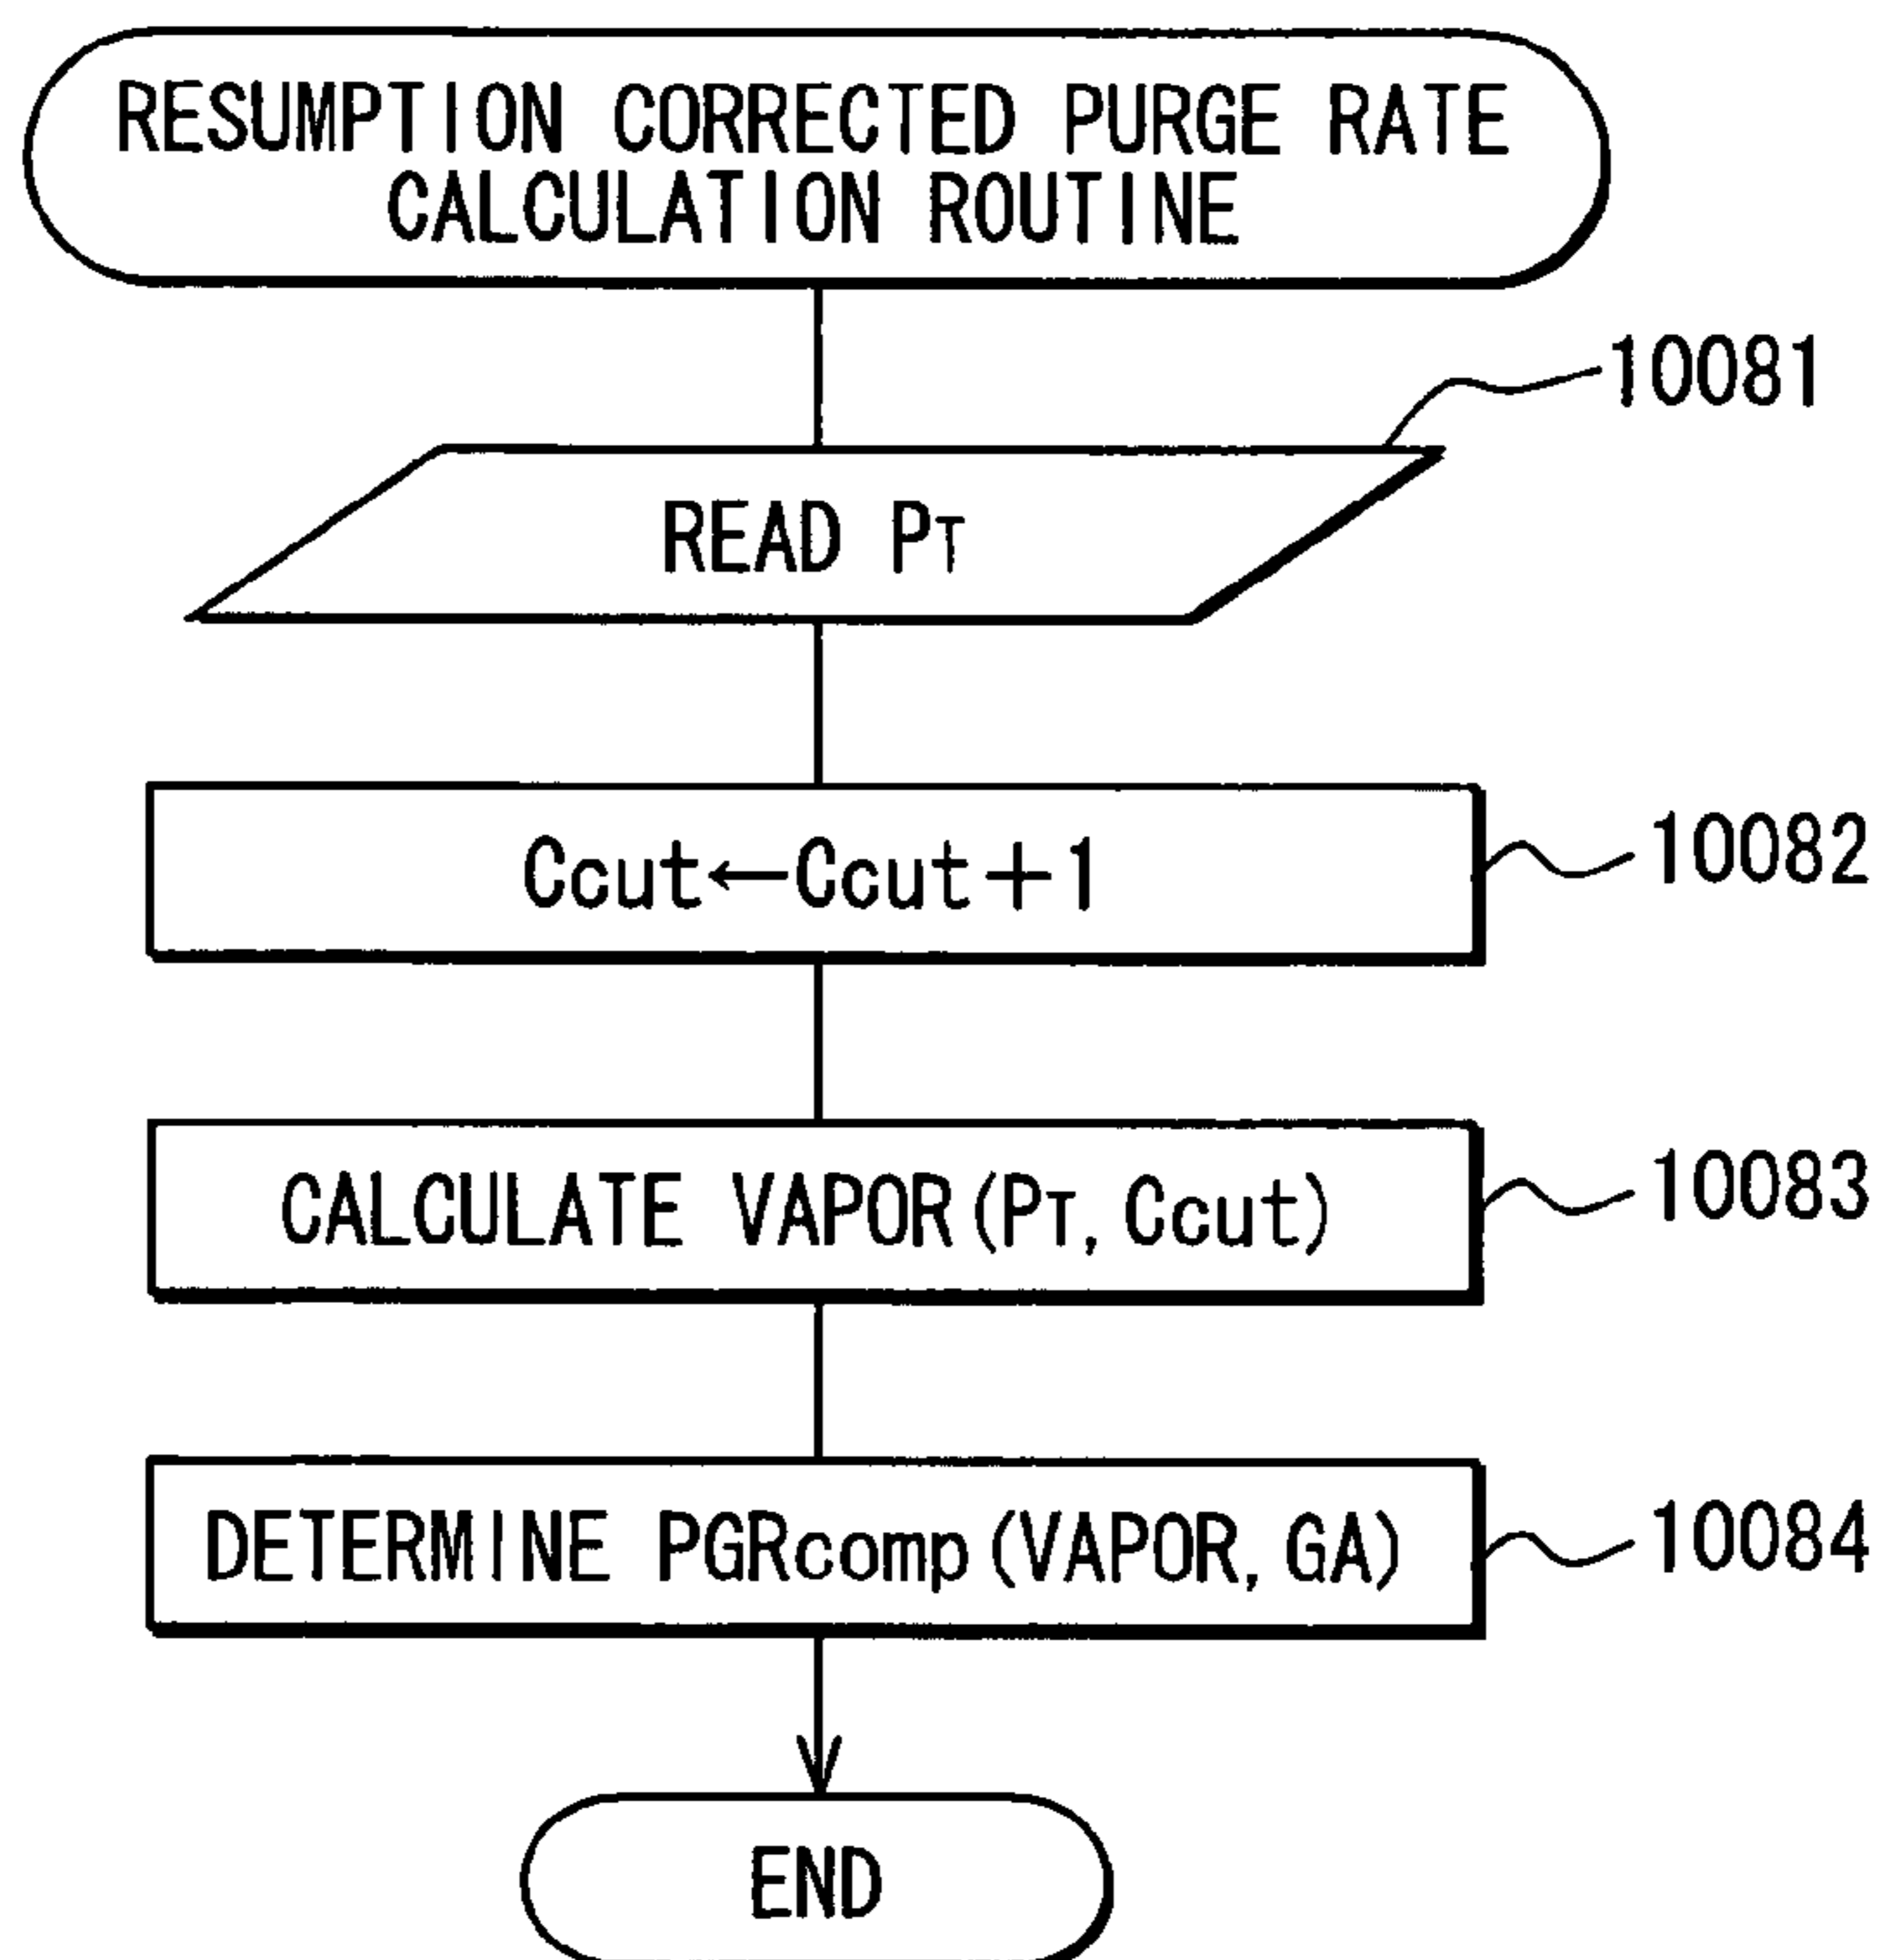 RESUMPTION CORRECTED PURGE RATE
CALCULATION ROUTINE
10081
READ PT
Ccut←Ccut+1
10082
CALCULATE VAPOR(PT, Ccut)
10083
DETERMINE PGRcomp(VAPOR, GA)
10084
END